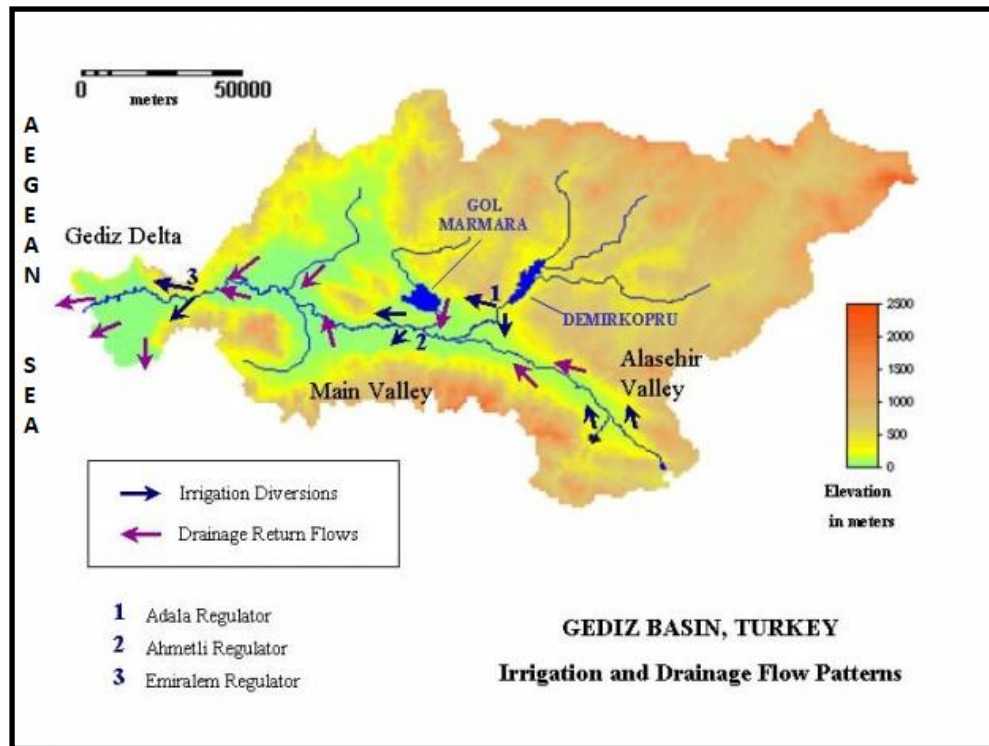 0 50000
meters
AEGEAN SEA
Gediz Delta
GOL
MARMARA
3
1
DEMIRKOPRU
2
Alasehir
Valley
Main Valley
2500
2000
1500
1000
500
0
Elevation
in meters
Irrigation Diversions
Drainage Return Flows
1 Adala Regulator
2 Ahmetli Regulator
3 Emiralem Regulator
GEDIZ BASIN, TURKEY
Irrigation and Drainage Flow Patterns